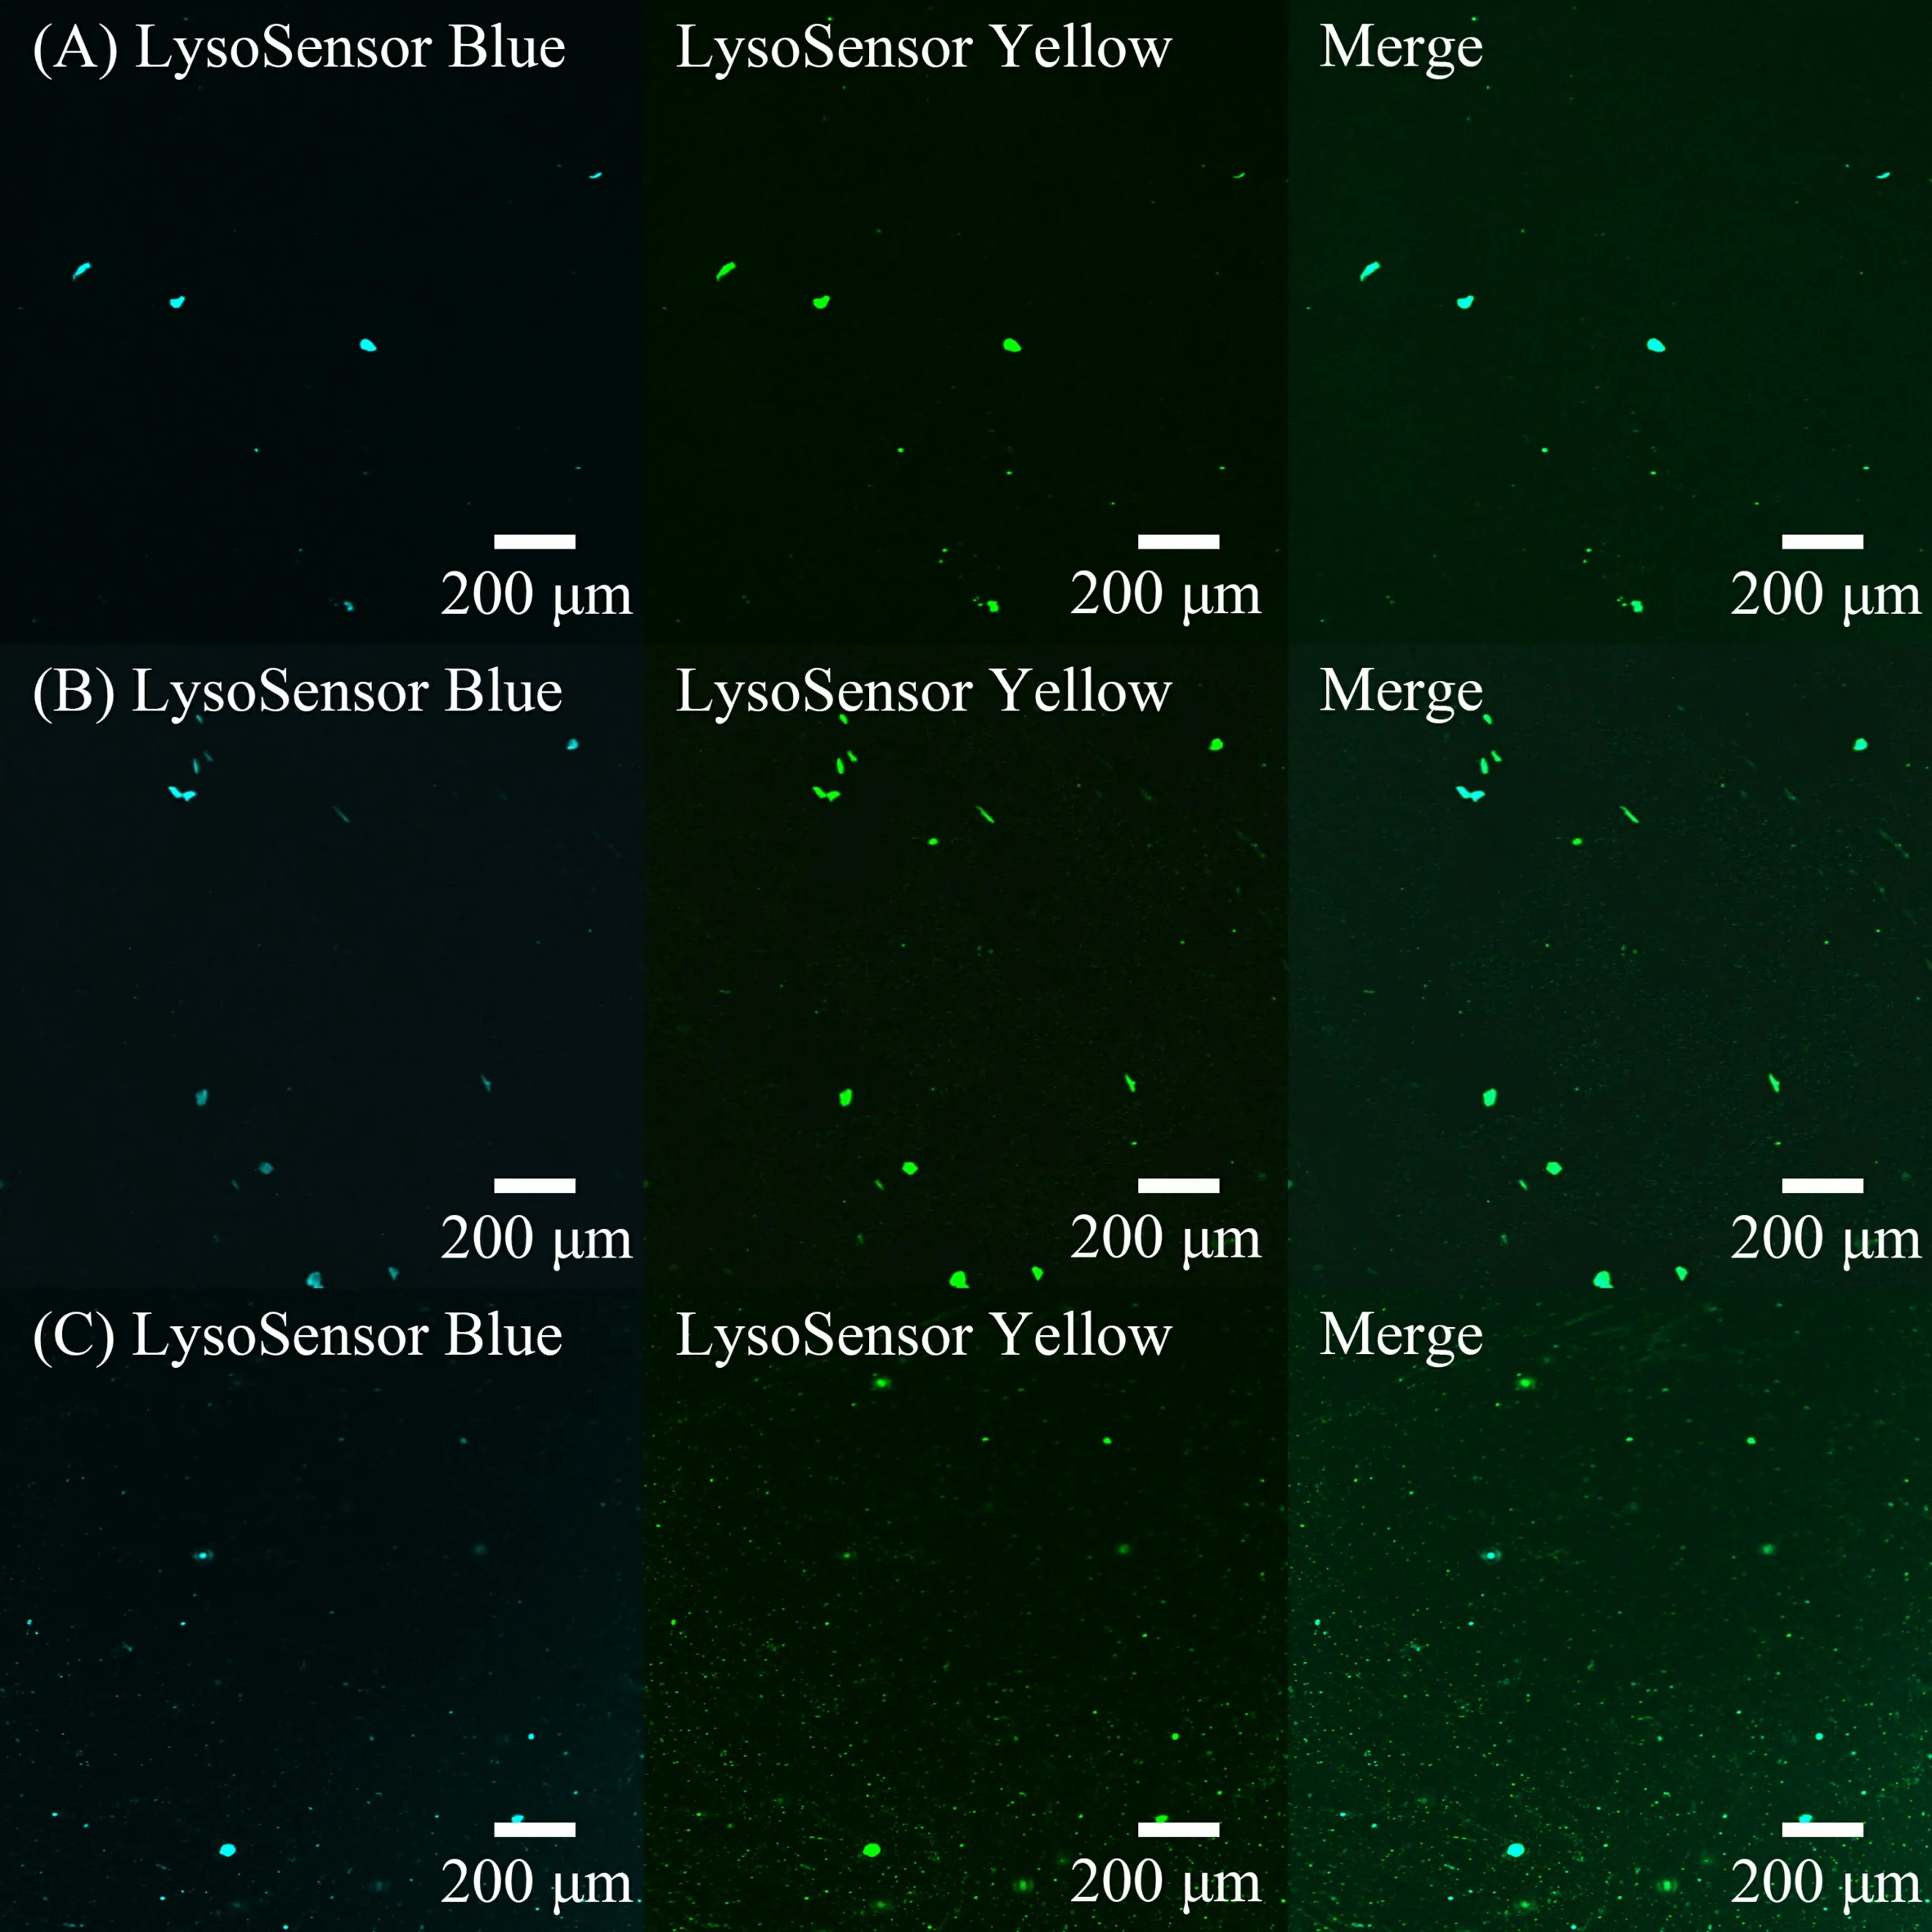 (A) LysoSensor Blue
LysoSensor Yellow
Merge
200 μm
200 μm
200 μm
(B) LysoSensor Blue
LysoSensor Yellow
Merge
200 μm
200 μm
200 μm
(C) LysoSensor Blue
LysoSensor Yellow
Merge
200 μm
200 μm
200 μm